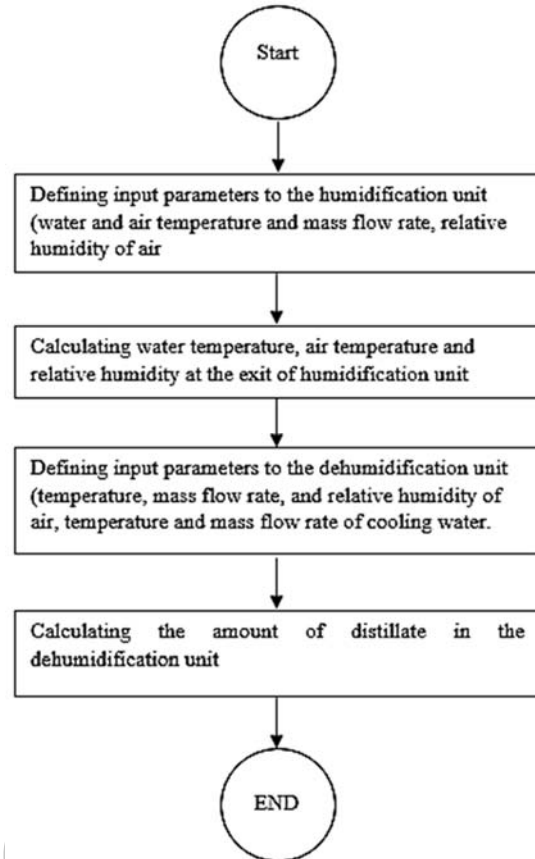 Start
Defining input parameters to the humidification unit
(water and air temperature and mass flow rate, relative
humidity of air
Calculating water temperature, air temperature and
relative humidity at the exit of humidification unit
Defining input parameters to the dehumidification unit
(temperature, mass flow rate, and relative humidity of
air, temperature and mass flow rate of cooling water.
Calculating the amount of distillate in the
dehumidification unit
END